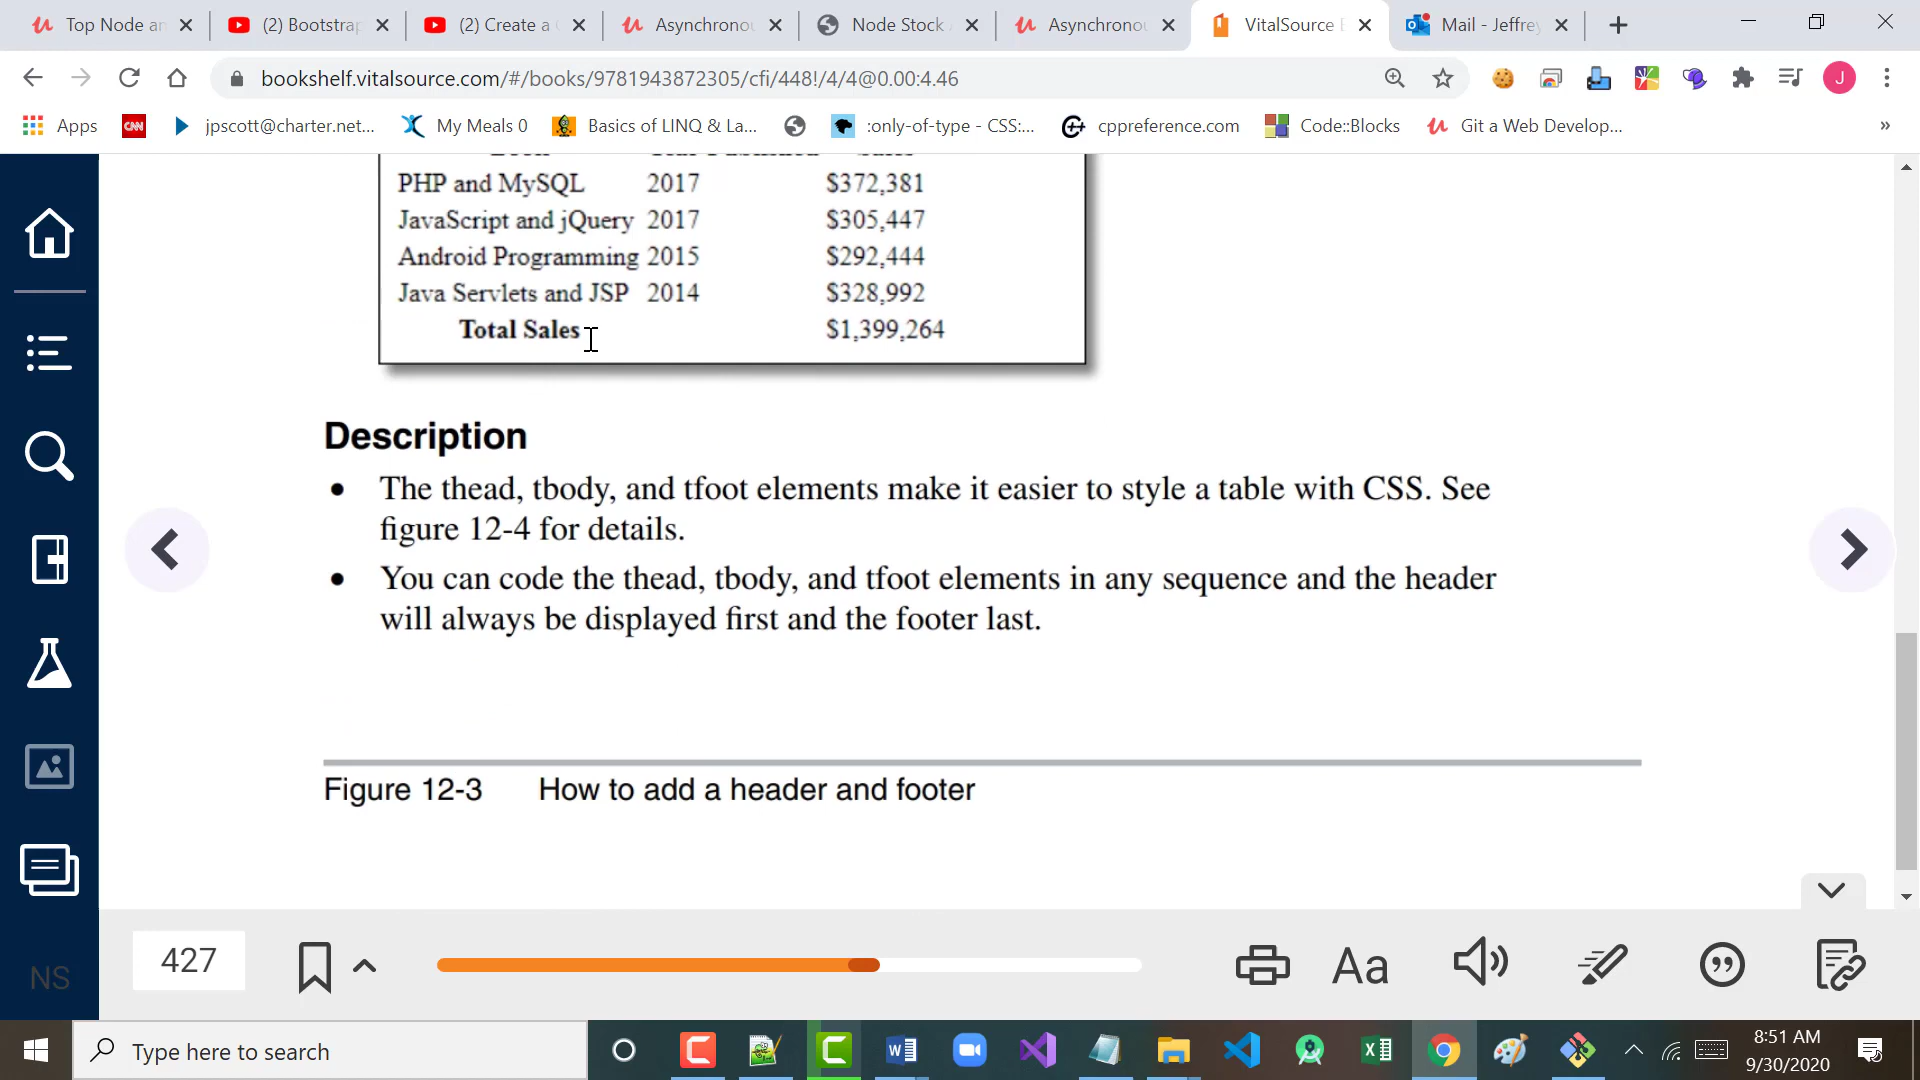 Top Node an
(2) Bootstrap
(2) Create a
Asynchrono
Node Stock
Asynchrono
VitalSource
Mail - Jeffrey
bookshelf.vitalsource.com/#/books/9781943872305/cfi/448!/4/4@0.00:4.46
J
Apps
CNN
jpscott@charter.net...
My Meals 0
Basics of LINQ & La...
:only-of-type - CSS:...
cppreference.com
Code::Blocks
Git a Web Develop...
»
PHP and MySQL 2017 $372,381
JavaScript and jQuery 2017 $305,447
Android Programming 2015 $292,444
Java Servlets and JSP 2014 $328,992
Total Sales $1,399,264
Description
• The thead, tbody, and tfoot elements make it easier to style a table with CSS. See
figure 12-4 for details.
• You can code the thead, tbody, and tfoot elements in any sequence and the header
will always be displayed first and the footer last.
Figure 12-3 How to add a header and footer
NS
427
Aa
Type here to search
8:51 AM
9/30/2020